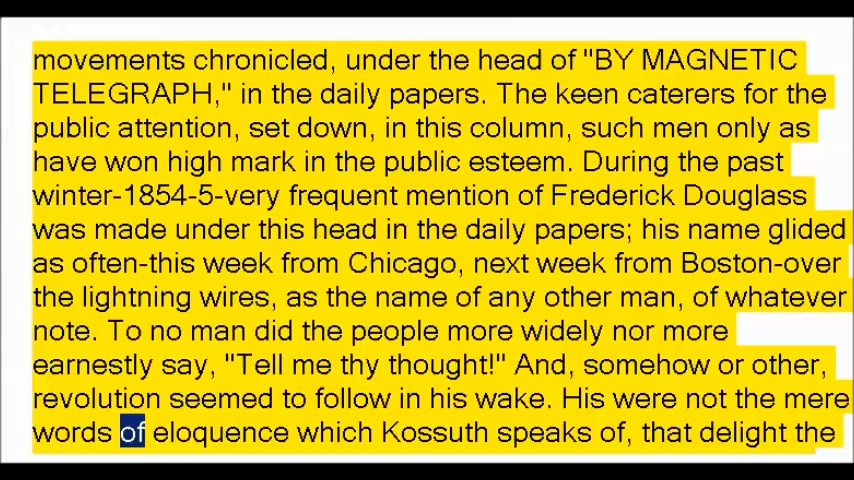 movements chronicled, under the head of "BY MAGNETIC
TELEGRAPH," in the daily papers. The keen caterers for the
public attention, set down, in this column, such men only as
have won high mark in the public esteem. During the past
winter-1854-5-very frequent mention of Frederick Douglass
was made under this head in the daily papers; his name glided
as often-this week from Chicago, next week from Boston-over
the lightning wires, as the name of any other man, of whatever
note. To no man did the people more widely nor more
earnestly say, "Tell me thy thought!" And, somehow or other,
revolution seemed to follow in his wake. His were not the mere
words of eloquence which Kossuth speaks of, that delight the